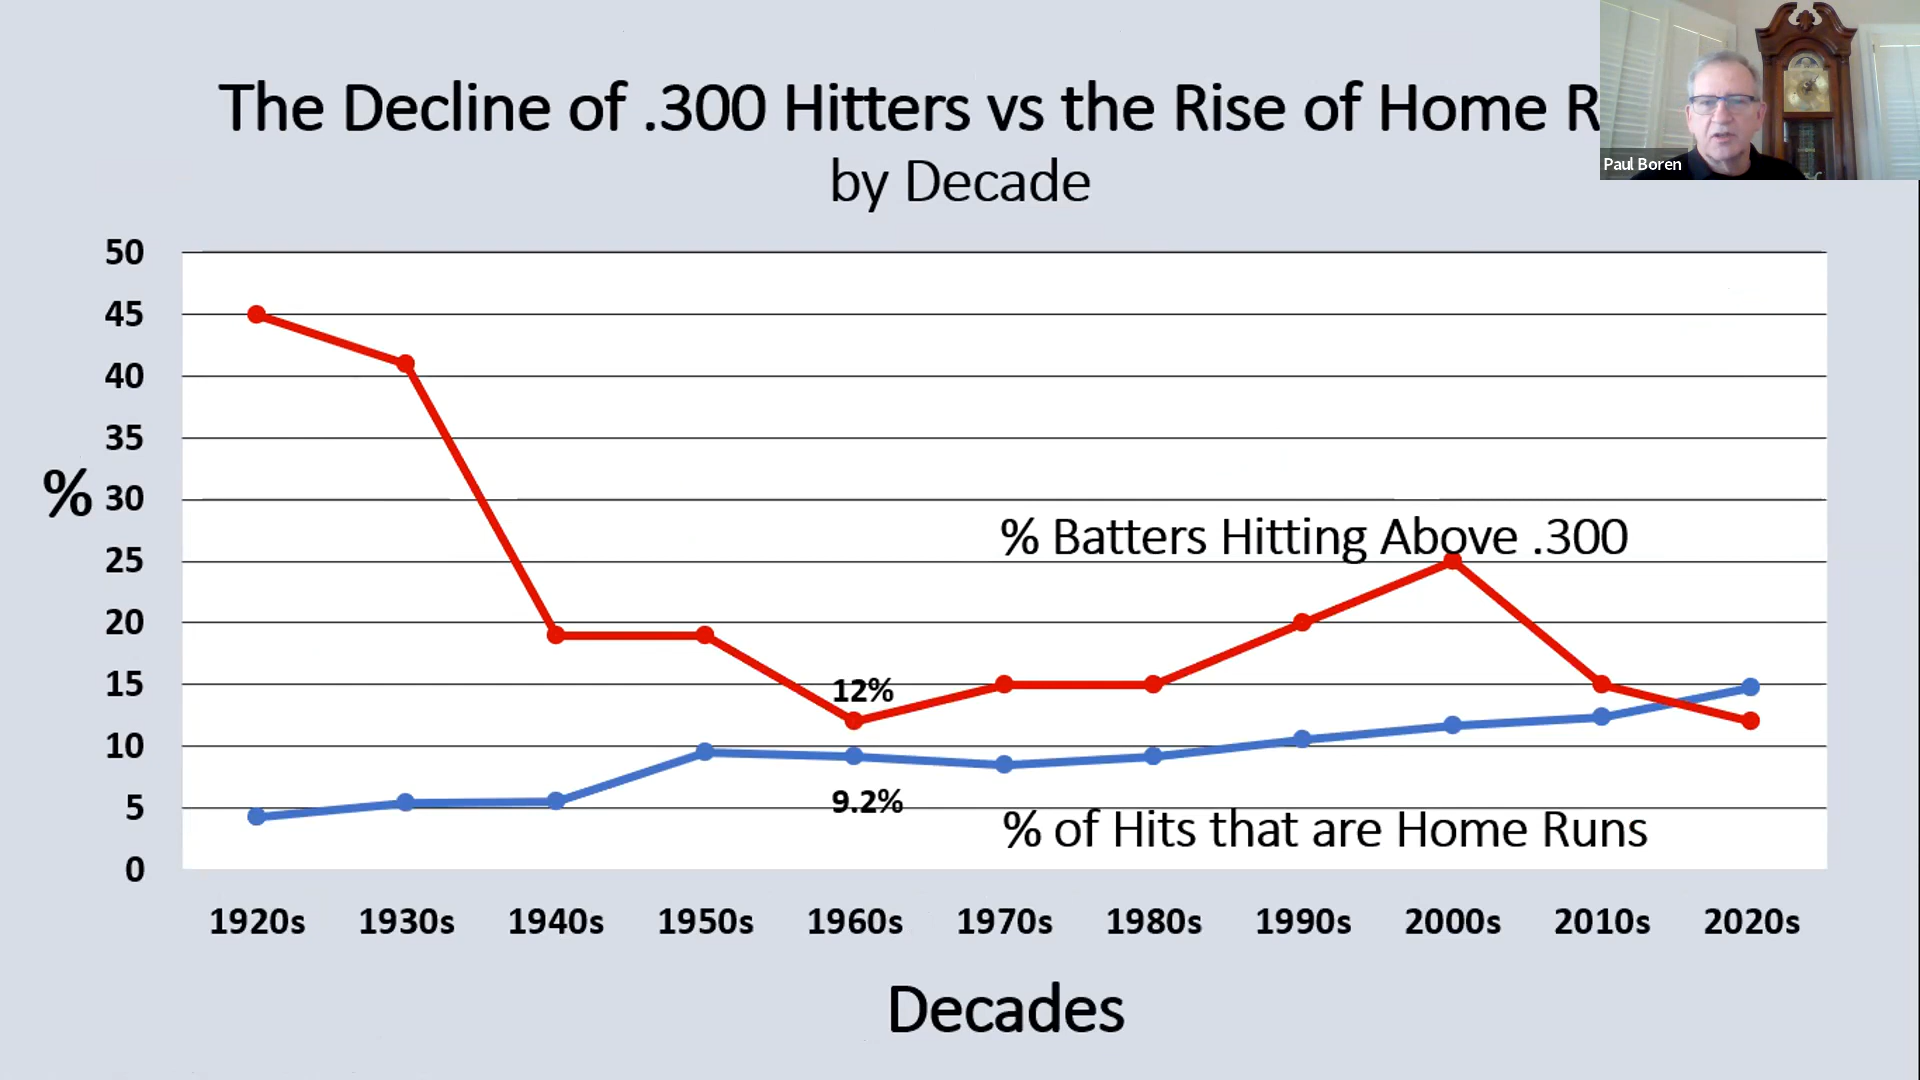 The Decline of .300 Hitters vs the Rise of Home R
by Decade
Paul Boren
50
45
40
35
%
30
25
20
15
10
5
0
% Batters Hitting Above .300
12%
9.2%
% of Hits that are Home Runs
1920s 1930s 1940s 1950s 1960s 1970s 1980s 1990s 2000s 2010s 2020s
Decades